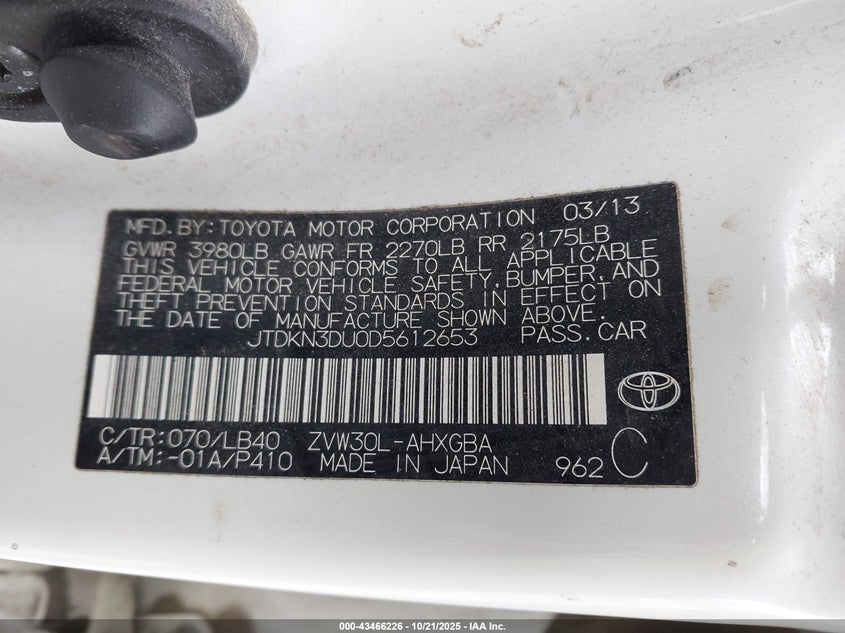 MFD.BY:TOYOTA MOTOR CORPORATION 03/13
GVWR 3980LB GAWR FR 2270LB RR 2175LB
THIS VEHICLE CONFORMS TO ALL APPLICABLE
FEDERAL MOTOR VEHICLE SAFETY,BUMPER,AND
THEFT PREVENTION STANDARDS IN EFFECT ON
THE DATE OF MANUFACTURE SHOWN ABOVE.
JTDKN3DU0D5612653 PASS.CAR
C/TR:070/LB40 ZVW30L-AHXGBA
A/TM:-01A/P410 MADE IN JAPAN 962 C
000-43466226 - 10/21/2025 - IAA Inc.